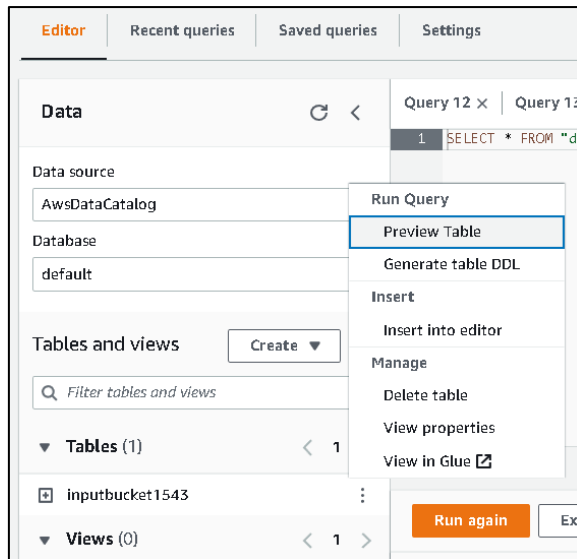 Editor Recent queries Saved queries Settings
Data
Data source
AwsDataCatalog
Database
default
Tables and views Create
Filter tables and views
Tables (1) 1
inputbucket1543
Views (0) 1
Query 12 Query 13
1 SELECT * FROM "d
Run Query
Preview Table
Generate table DDL
Insert
Insert into editor
Manage
Delete table
View properties
View in Glue
Run again Ex